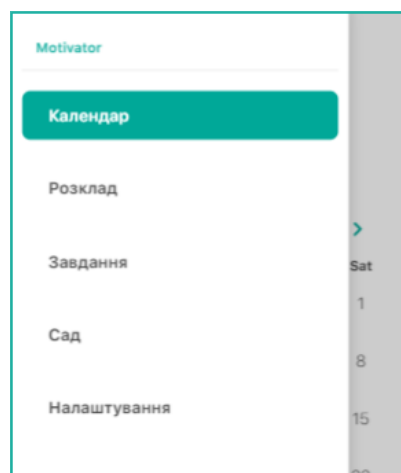 Motivator
Календар
Розклад
Завдання
Сад
Налаштування
Sat
1
8
15